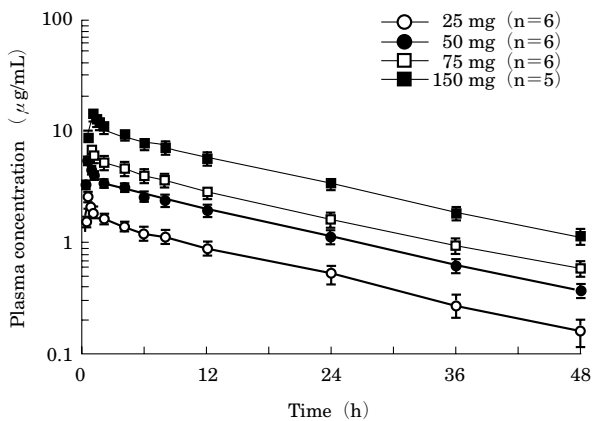 25 mg (n=6)
50 mg (n=6)
75 mg (n=6)
150 mg (n=5)
Plasma concentration (μg/mL)
100
10
1
0.1
0 12 24 36 48
Time (h)